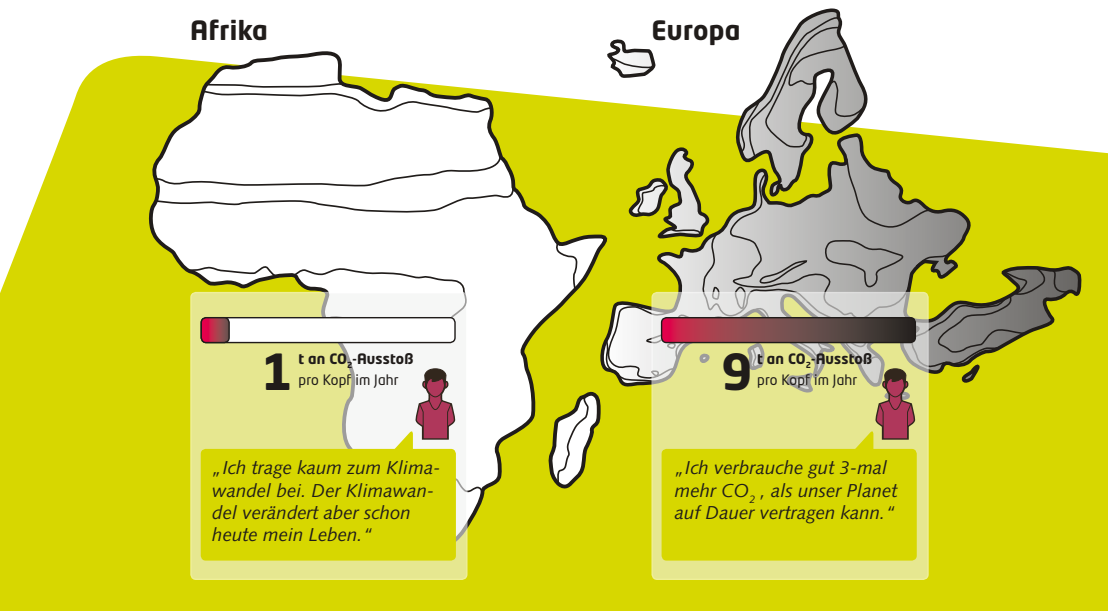 Afrika
Europa
1 t an CO₂-Ausstoß
pro Kopf im Jahr
„Ich trage kaum zum Klima-
wandel bei. Der Klimawan-
del verändert aber schon
heute mein Leben.“
9 t an CO₂-Ausstoß
pro Kopf im Jahr
„Ich verbrauche gut 3-mal
mehr CO₂ , als unser Planet
auf Dauer vertragen kann.“